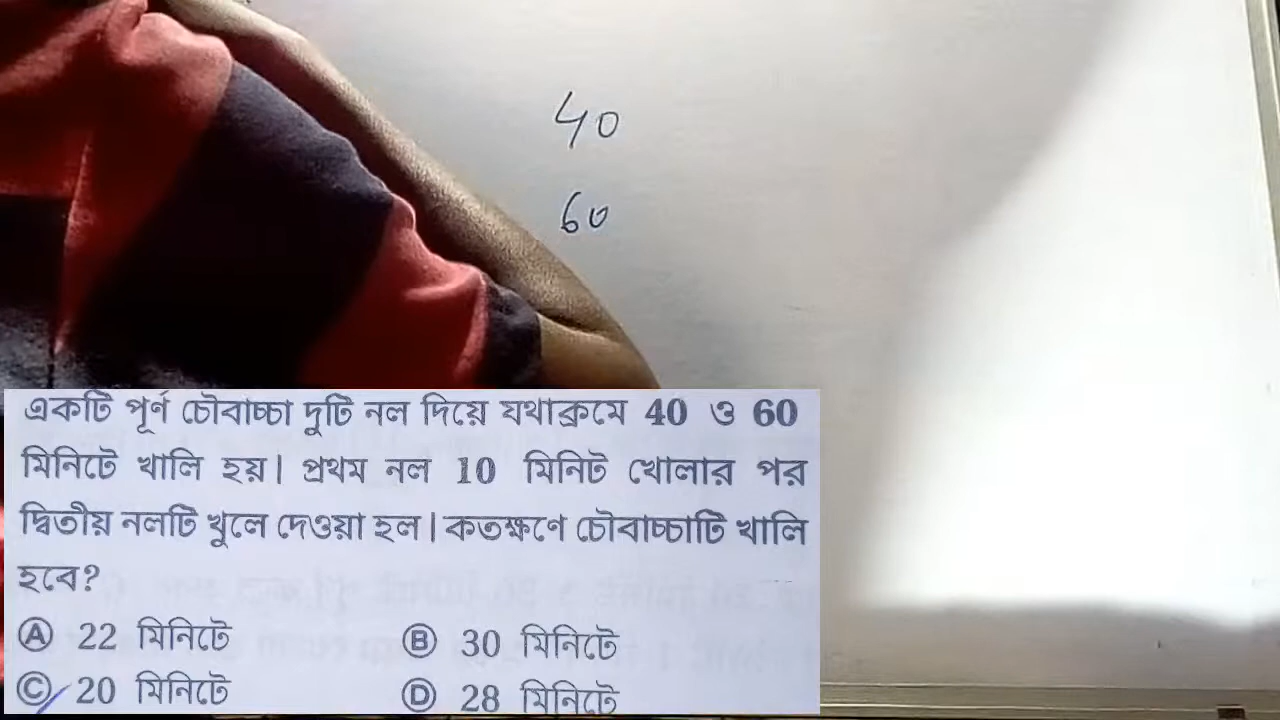 40
60
একটি পূর্ণ চৌবাচ্চা দুটি নল দিয়ে যথাক্রমে 40 ও 60
মিনিটে খালি হয়। প্রথম নল 10 মিনিট খোলার পর
দ্বিতীয় নলটি খুলে দেওয়া হল। কতক্ষণে চৌবাচ্চাটি খালি
হবে?
Ⓐ 22 মিনিটে Ⓑ 30 মিনিটে
Ⓒ 20 মিনিটে Ⓓ 28 মিনিটে